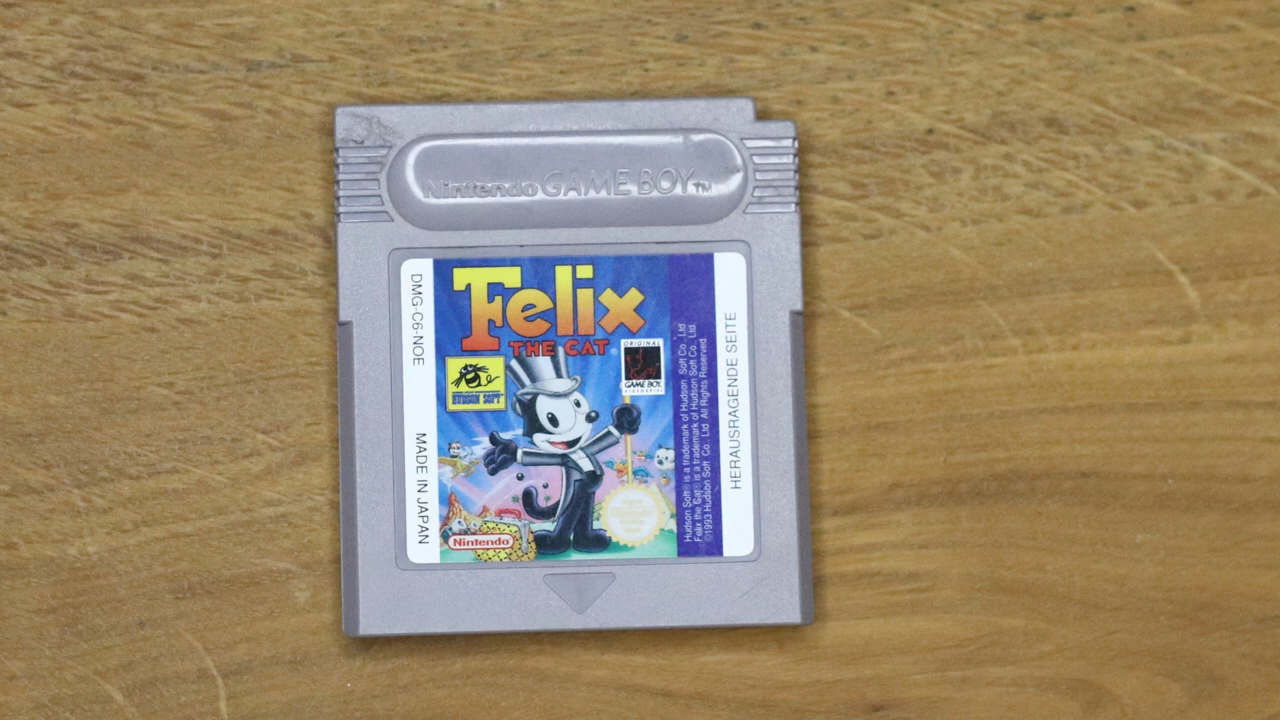 Nintendo GAME BOY™
DMG-C6-NOE
MADE IN JAPAN
Felix
THE CAT
HUDSON SOFT
ORIGINAL
GAME BOY
Nintendo
Hudson Soft® is a trademark of Hudson Soft Co., Ltd.
Felix the Cat® is a trademark of Hudson Soft Co., Ltd.
©1993 Hudson Soft Co., Ltd. All Rights Reserved.
HERAUSRAGENDE SEITE